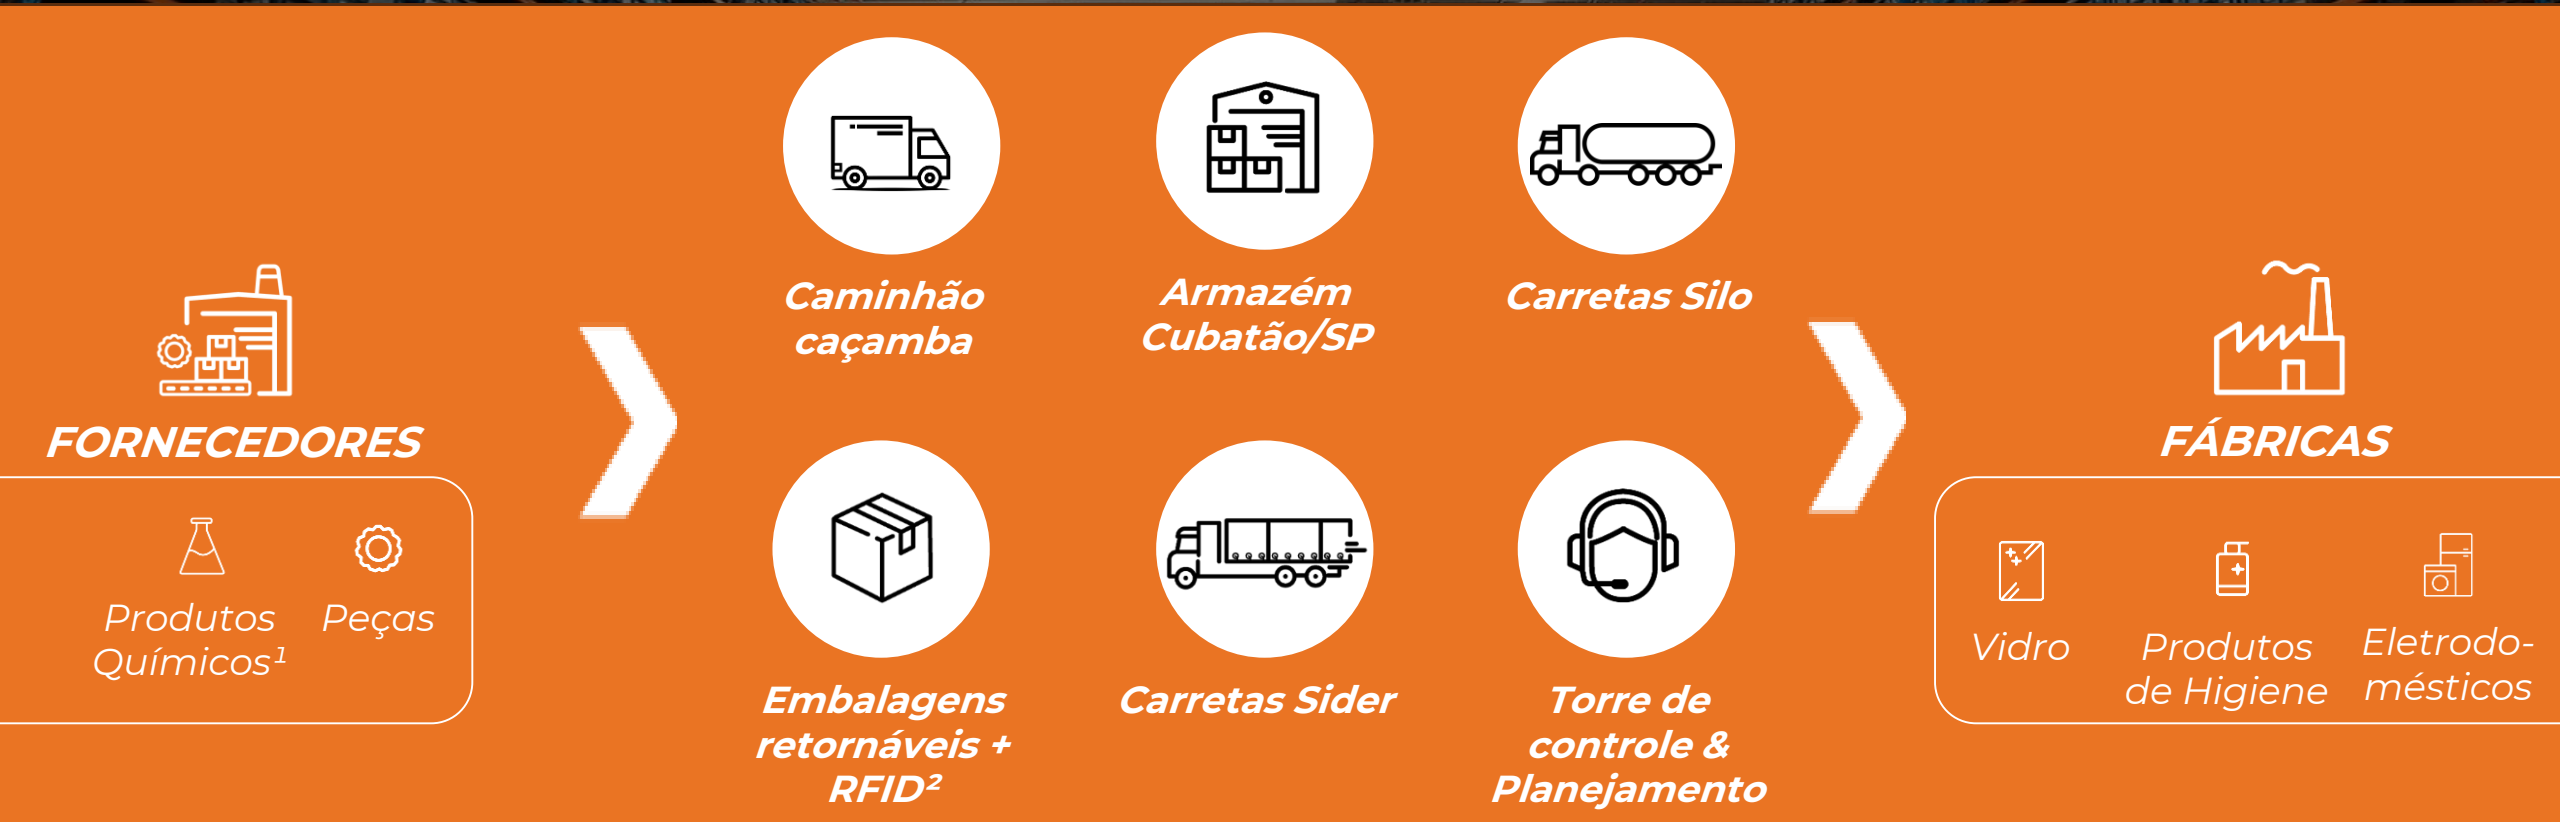 FORNECEDORES
Produtos
Químicos¹
Peças
Caminhão
caçamba
Armazém
Cubatão/SP
Carretas Silo
Embalagens
retornáveis +
RFID²
Carretas Sider
Torre de
controle &
Planejamento
FÁBRICAS
Vidro
Produtos
de Higiene
Eletrodo-
mésticos